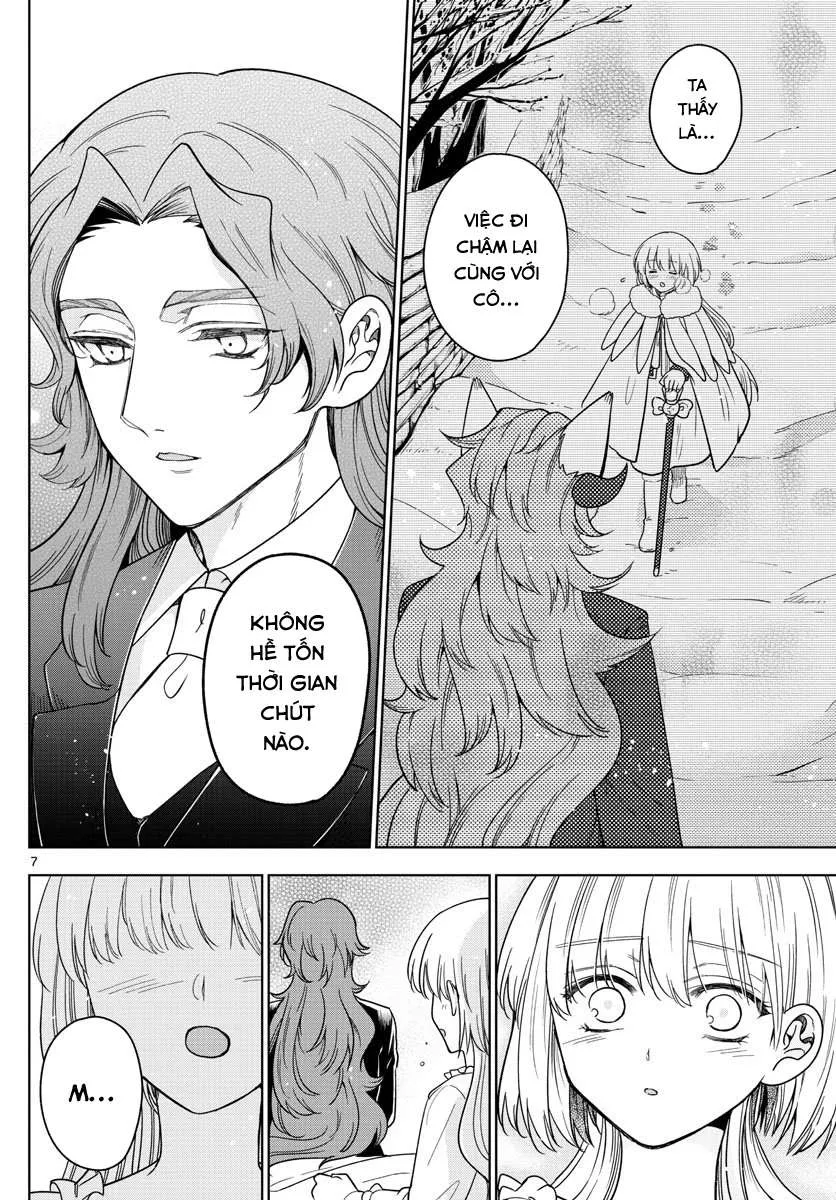 TA
THẤY
LÀ...
VIỆC ĐI
CHẬM LẠI
CÙNG VỚI
CÔ...
KHÔNG
HỀ TỐN
THỜI GIAN
CHÚT
NÀO.
7
M...